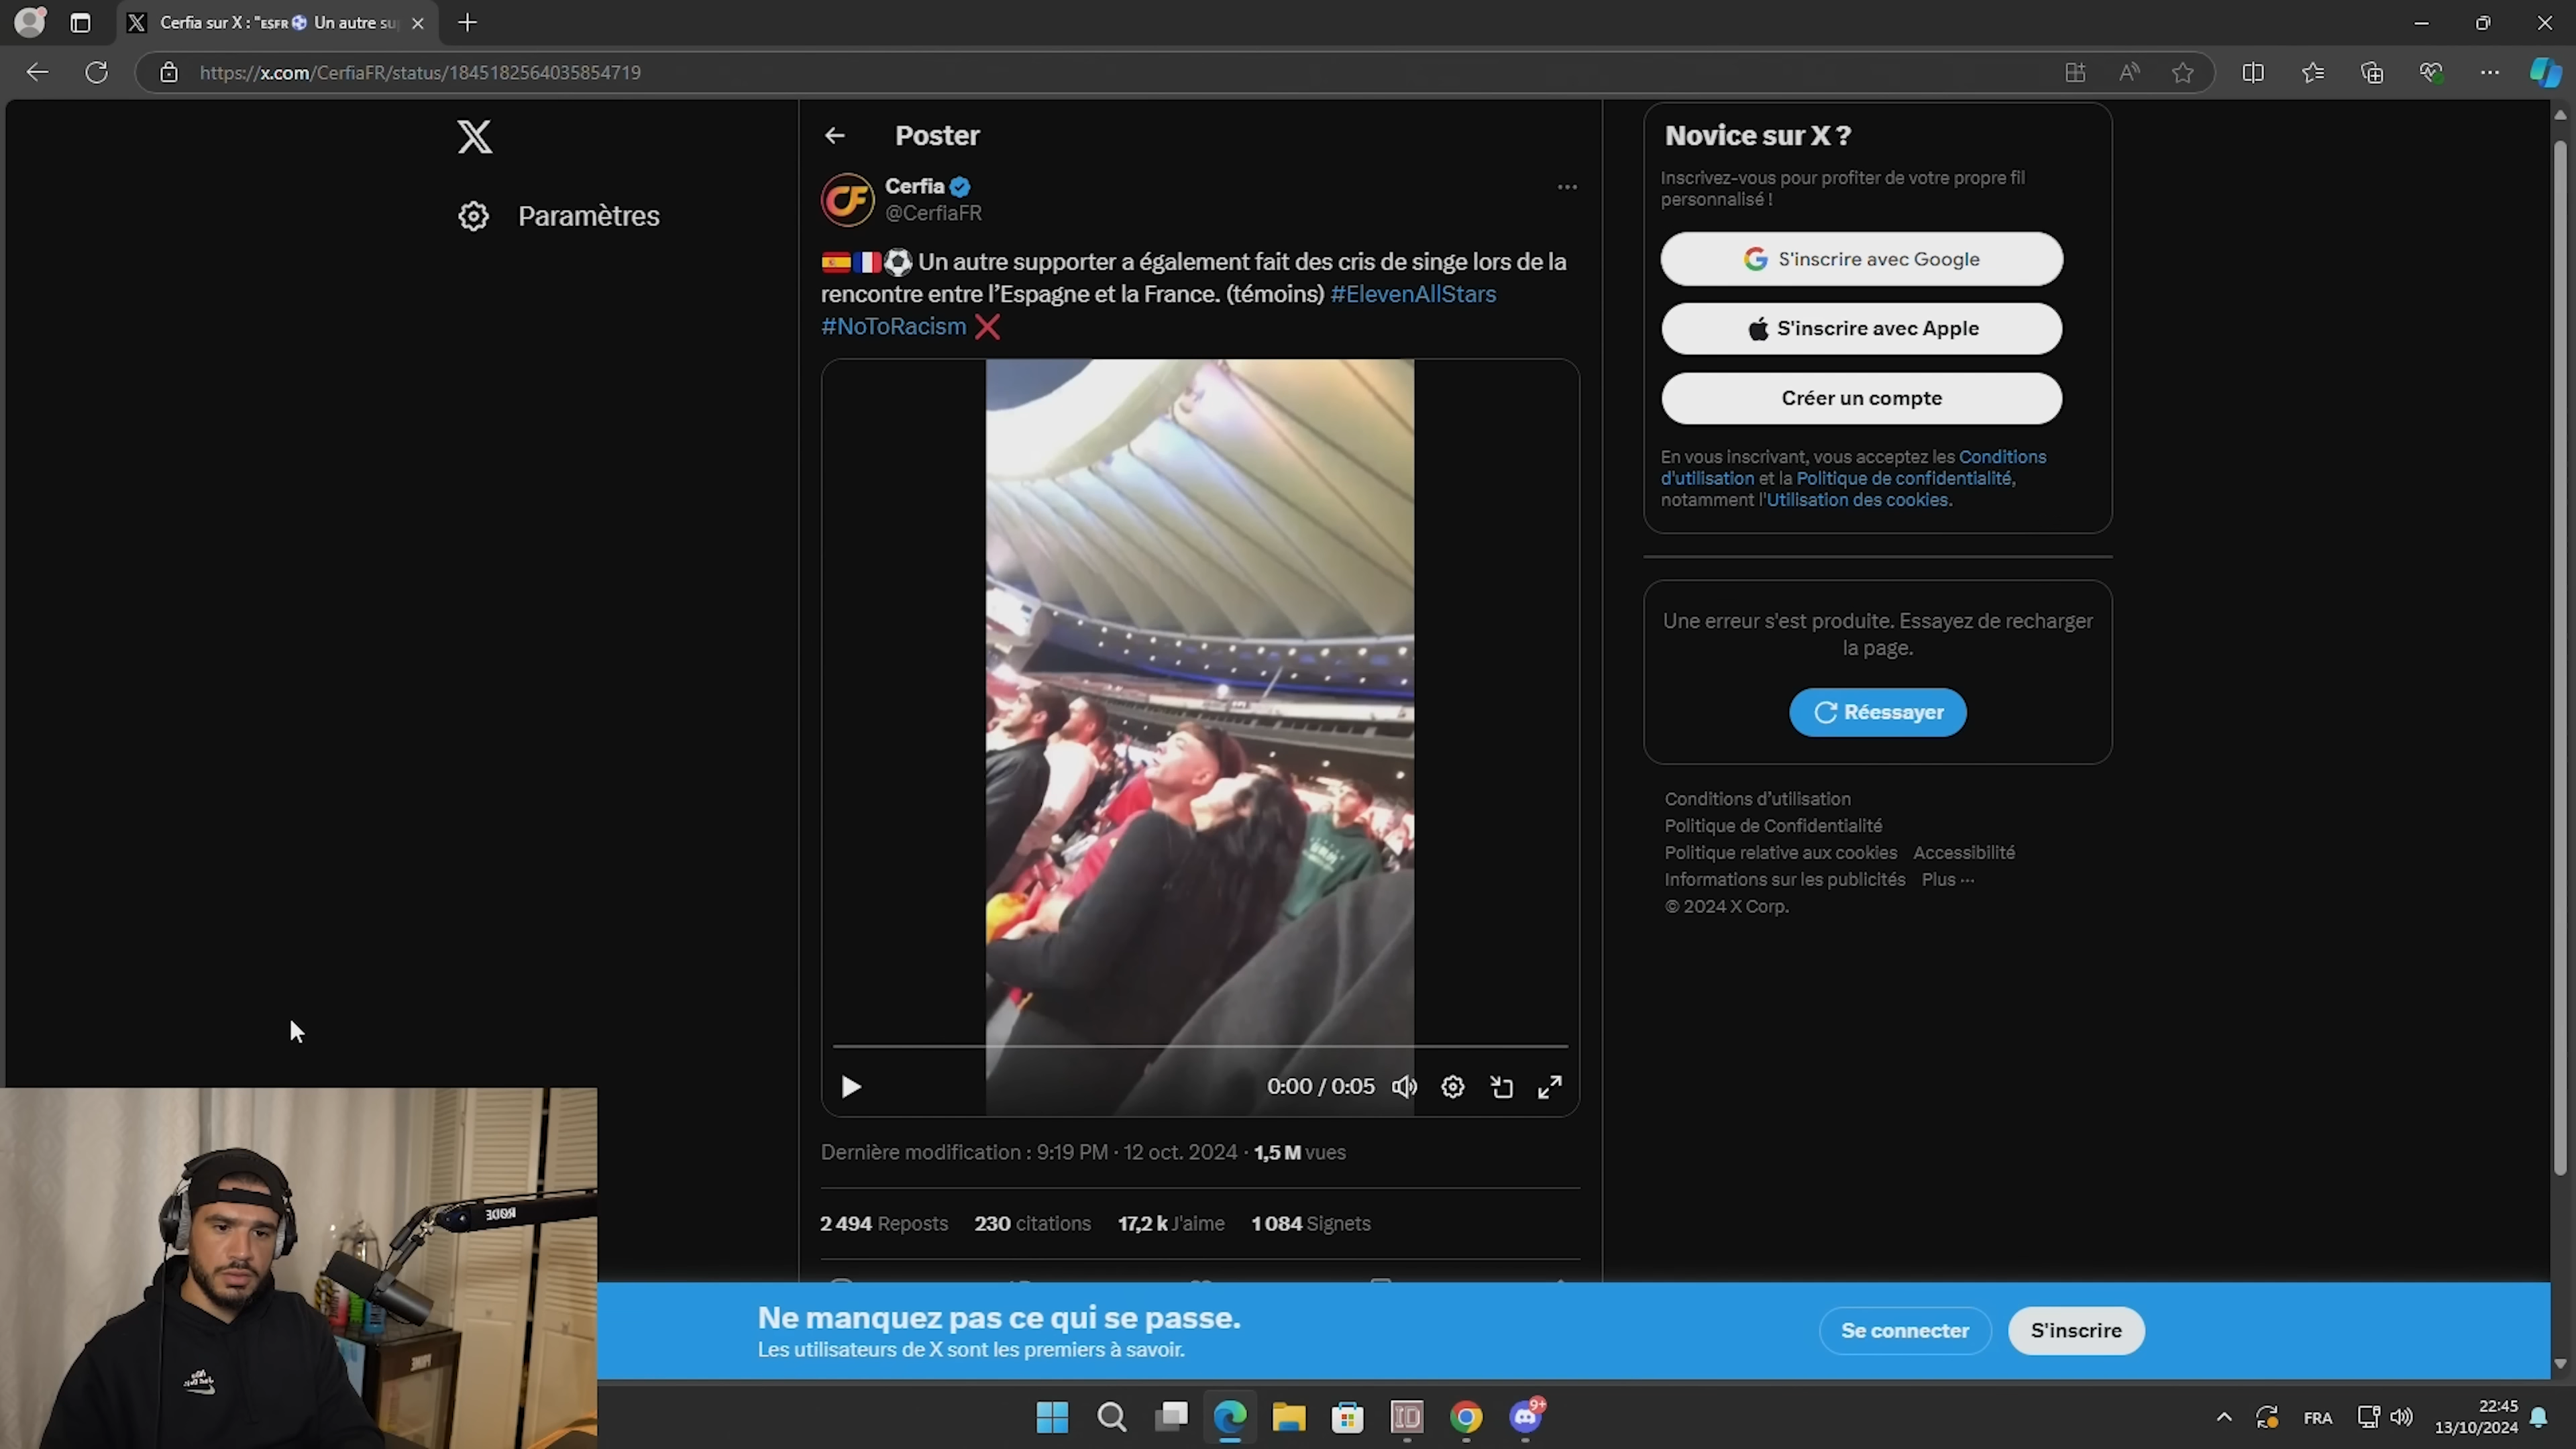 Cerfia sur X : "ESFR⚽ Un autre su
https://x.com/CerfiaFR/status/1845182564035854719
Paramètres
Poster
Cerfia
@CerfiaFR
🇪🇸🇫🇷⚽ Un autre supporter a également fait des cris de singe lors de la
rencontre entre l’Espagne et la France. (témoins) #ElevenAllStars
#NoToRacism ❌
0:00 / 0:05
Dernière modification : 9:19 PM · 12 oct. 2024 · 1,5 M vues
2 494 Reposts 230 citations 17,2 k J'aime 1 084 Signets
Novice sur X ?
Inscrivez-vous pour profiter de votre propre fil
personnalisé !
S'inscrire avec Google
S'inscrire avec Apple
Créer un compte
En vous inscrivant, vous acceptez les Conditions
d'utilisation et la Politique de confidentialité,
notamment l'Utilisation des cookies.
Une erreur s'est produite. Essayez de recharger
la page.
Réessayer
Conditions d’utilisation
Politique de Confidentialité
Politique relative aux cookies Accessibilité
Informations sur les publicités Plus ···
© 2024 X Corp.
RØDE
Ne manquez pas ce qui se passe.
Les utilisateurs de X sont les premiers à savoir.
Se connecter
S'inscrire
9+
FRA
22:45
13/10/2024